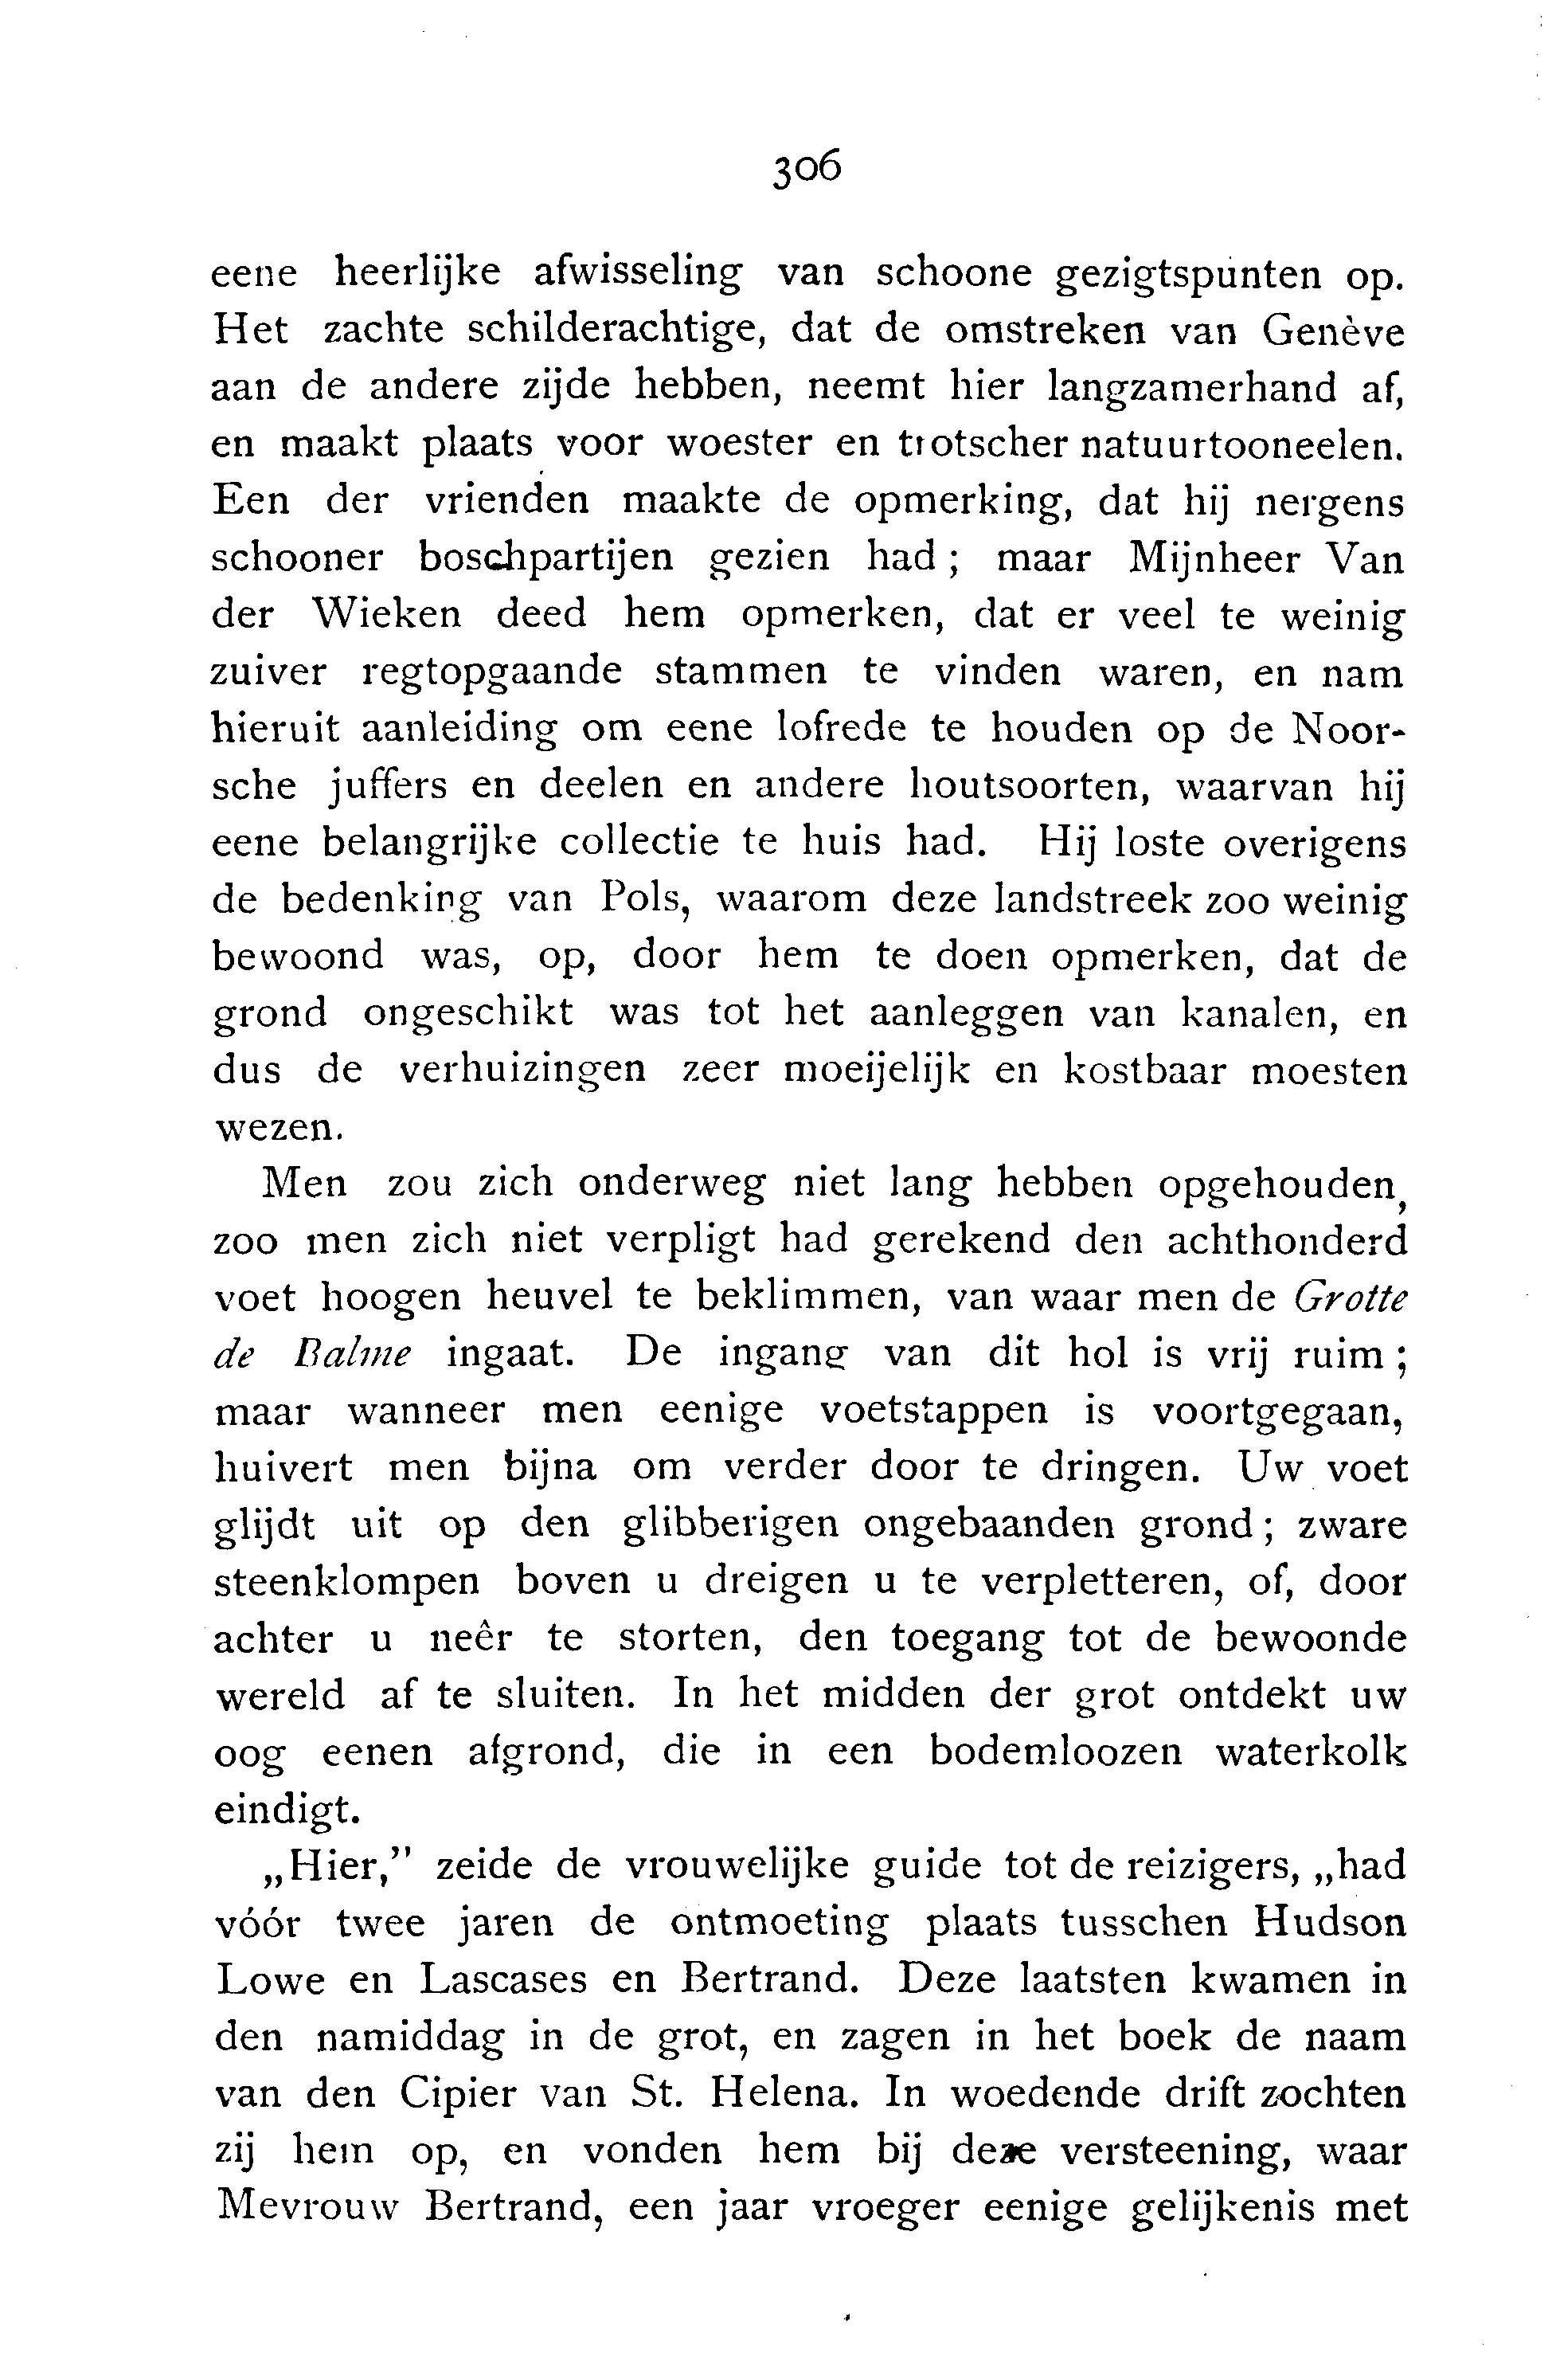 306
eene heerlijke afwisseling van schoone gezigtspunten op.
Het zachte schilderachtige, dat de omstreken van Genève
aan de andere zijde hebben, neemt hier langzamerhand af,
en maakt plaats voor woester en trotscher natuurtooneelen.
Een der vrienden maakte de opmerking, dat hij nergens
schooner boschpartijen gezien had; maar Mijnheer Van
der Wieken deed hem opmerken, dat er veel te weinig
zuiver regtopgaande stammen te vinden waren, en nam
hieruit aanleiding om eene lofrede te houden op de Noor-
sche juffers en deelen en andere houtsoorten, waarvan hij
eene belangrijke collectie te huis had. Hij loste overigens
de bedenking van Pols, waarom deze landstreek zoo weinig
bewoond was, op, door hem te doen opmerken, dat de
grond ongeschikt was tot het aanleggen van kanalen, en
dus de verhuizingen zeer moeijelijk en kostbaar moesten
wezen.
Men zou zich onderweg niet lang hebben opgehouden,
zoo men zich niet verpligt had gerekend den achthonderd
voet hoogen heuvel te beklimmen, van waar men de Grotte
de Balme ingaat. De ingang van dit hol is vrij ruim;
maar wanneer men eenige voetstappen is voortgegaan,
huivert men bijna om verder door te dringen. Uw voet
glijdt uit op den glibberigen ongebaanden grond; zware
steenklompen boven u dreigen u te verpletteren, of, door
achter u neêr te storten, den toegang tot de bewoonde
wereld af te sluiten. In het midden der grot ontdekt uw
oog eenen afgrond, die in een bodemloozen waterkolk
eindigt.
„Hier,” zeide de vrouwelijke guide tot de reizigers, „had
vóór twee jaren de ontmoeting plaats tusschen Hudson
Lowe en Lascases en Bertrand. Deze laatsten kwamen in
den namiddag in de grot, en zagen in het boek de naam
van den Cipier van St. Helena. In woedende drift zochten
zij hem op, en vonden hem bij deze versteening, waar
Mevrouw Bertrand, een jaar vroeger eenige gelijkenis met